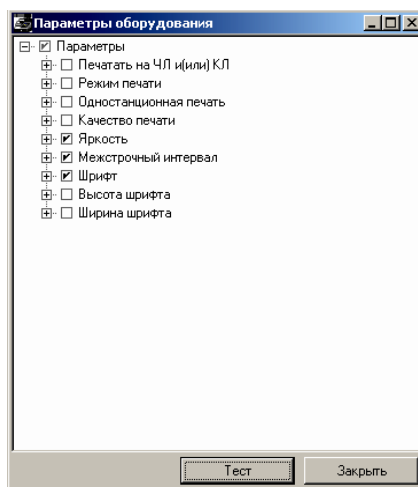 Параметры оборудования
Параметры
Печатать на ЧЛ и(или) КЛ
Режим печати
Одностанционная печать
Качество печати
Яркость
Межстрочный интервал
Шрифт
Высота шрифта
Ширина шрифта
Тест Закрыть